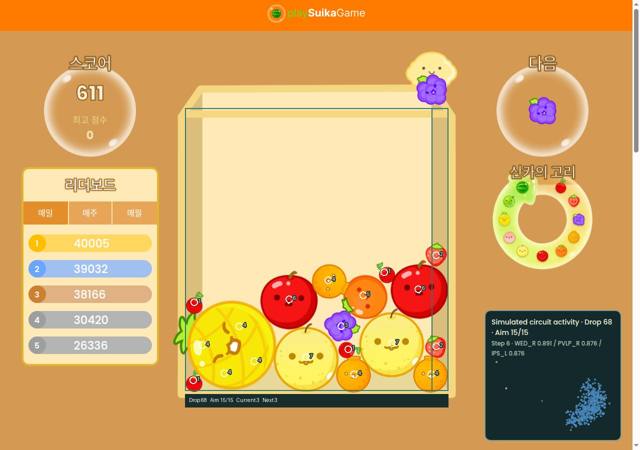 playSuikaGame
스코어
611
최고 점수
0
다음
신카의 고리
리더보드
매일
매주
매월
1 40005
2 39032
3 38166
4 30420
5 26336
Simulated circuit activity · Drop 68
· Aim 15/15
Step 6 · WED_R 0.891 / PVLP_R 0.876 /
IPS_L 0.876
Drop68 Aim 15/15 Current3 Next3